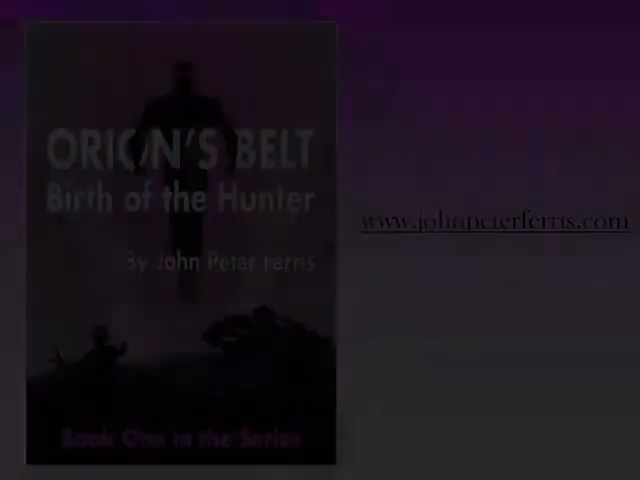 ORION'S BELT
Birth of the Hunter
By John Peter Ferris
Book One in the Series
www.johnpeterferris.com